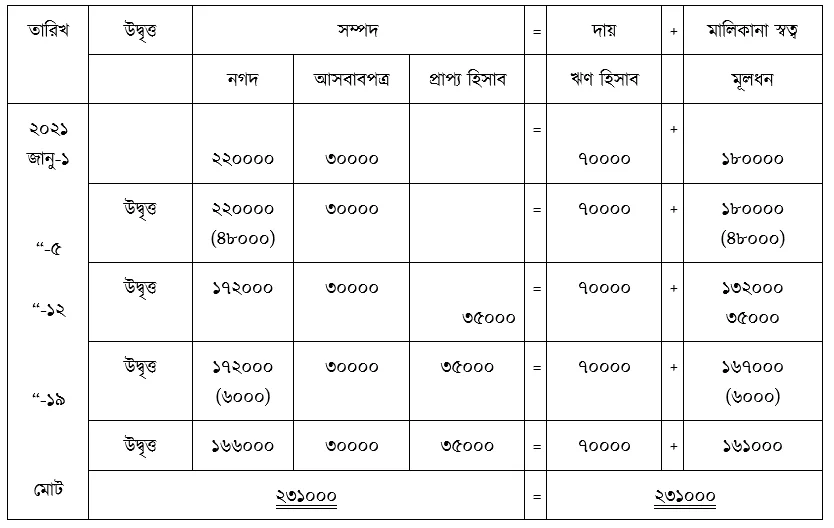 তারিখ উদ্বৃত্ত সম্পদ = দায় + মালিকানা স্বত্ব
নগদ আসবাবপত্র প্রাপ্য হিসাব ঋণ হিসাব মূলধন
২০২১ = +
জানু-১ ২২০০০০ ৩০০০০ ৭০০০০ ১৮০০০০
উদ্বৃত্ত ২২০০০০ ৩০০০০ = ৭০০০০ + ১৮০০০০
“-৫ (৪৮০০০) (৪৮০০০)
উদ্বৃত্ত ১৭২০০০ ৩০০০০ = ৭০০০০ + ১৩২০০০
“-১২ ৩৫০০০ ৩৫০০০
উদ্বৃত্ত ১৭২০০০ ৩০০০০ ৩৫০০০ = ৭০০০০ + ১৬৭০০০
“-১৯ (৬০০০) (৬০০০)
উদ্বৃত্ত ১৬৬০০০ ৩০০০০ ৩৫০০০ = ৭০০০০ + ১৬১০০০
মোট ২৩১০০০ = ২৩১০০০